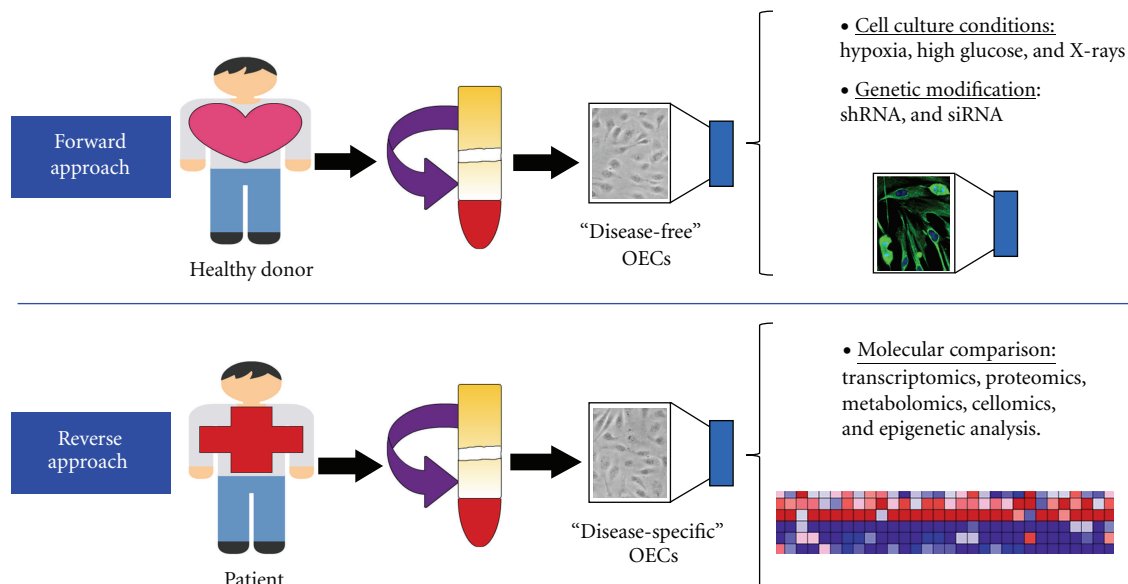 • Cell culture conditions:
hypoxia, high glucose, and X-rays
• Genetic modification:
shRNA, and siRNA
Forward
approach
Healthy donor
“Disease-free”
OECs
• Molecular comparison:
transcriptomics, proteomics,
metabolomics, cellomics,
and epigenetic analysis.
Reverse
approach
Patient
“Disease-specific”
OECs